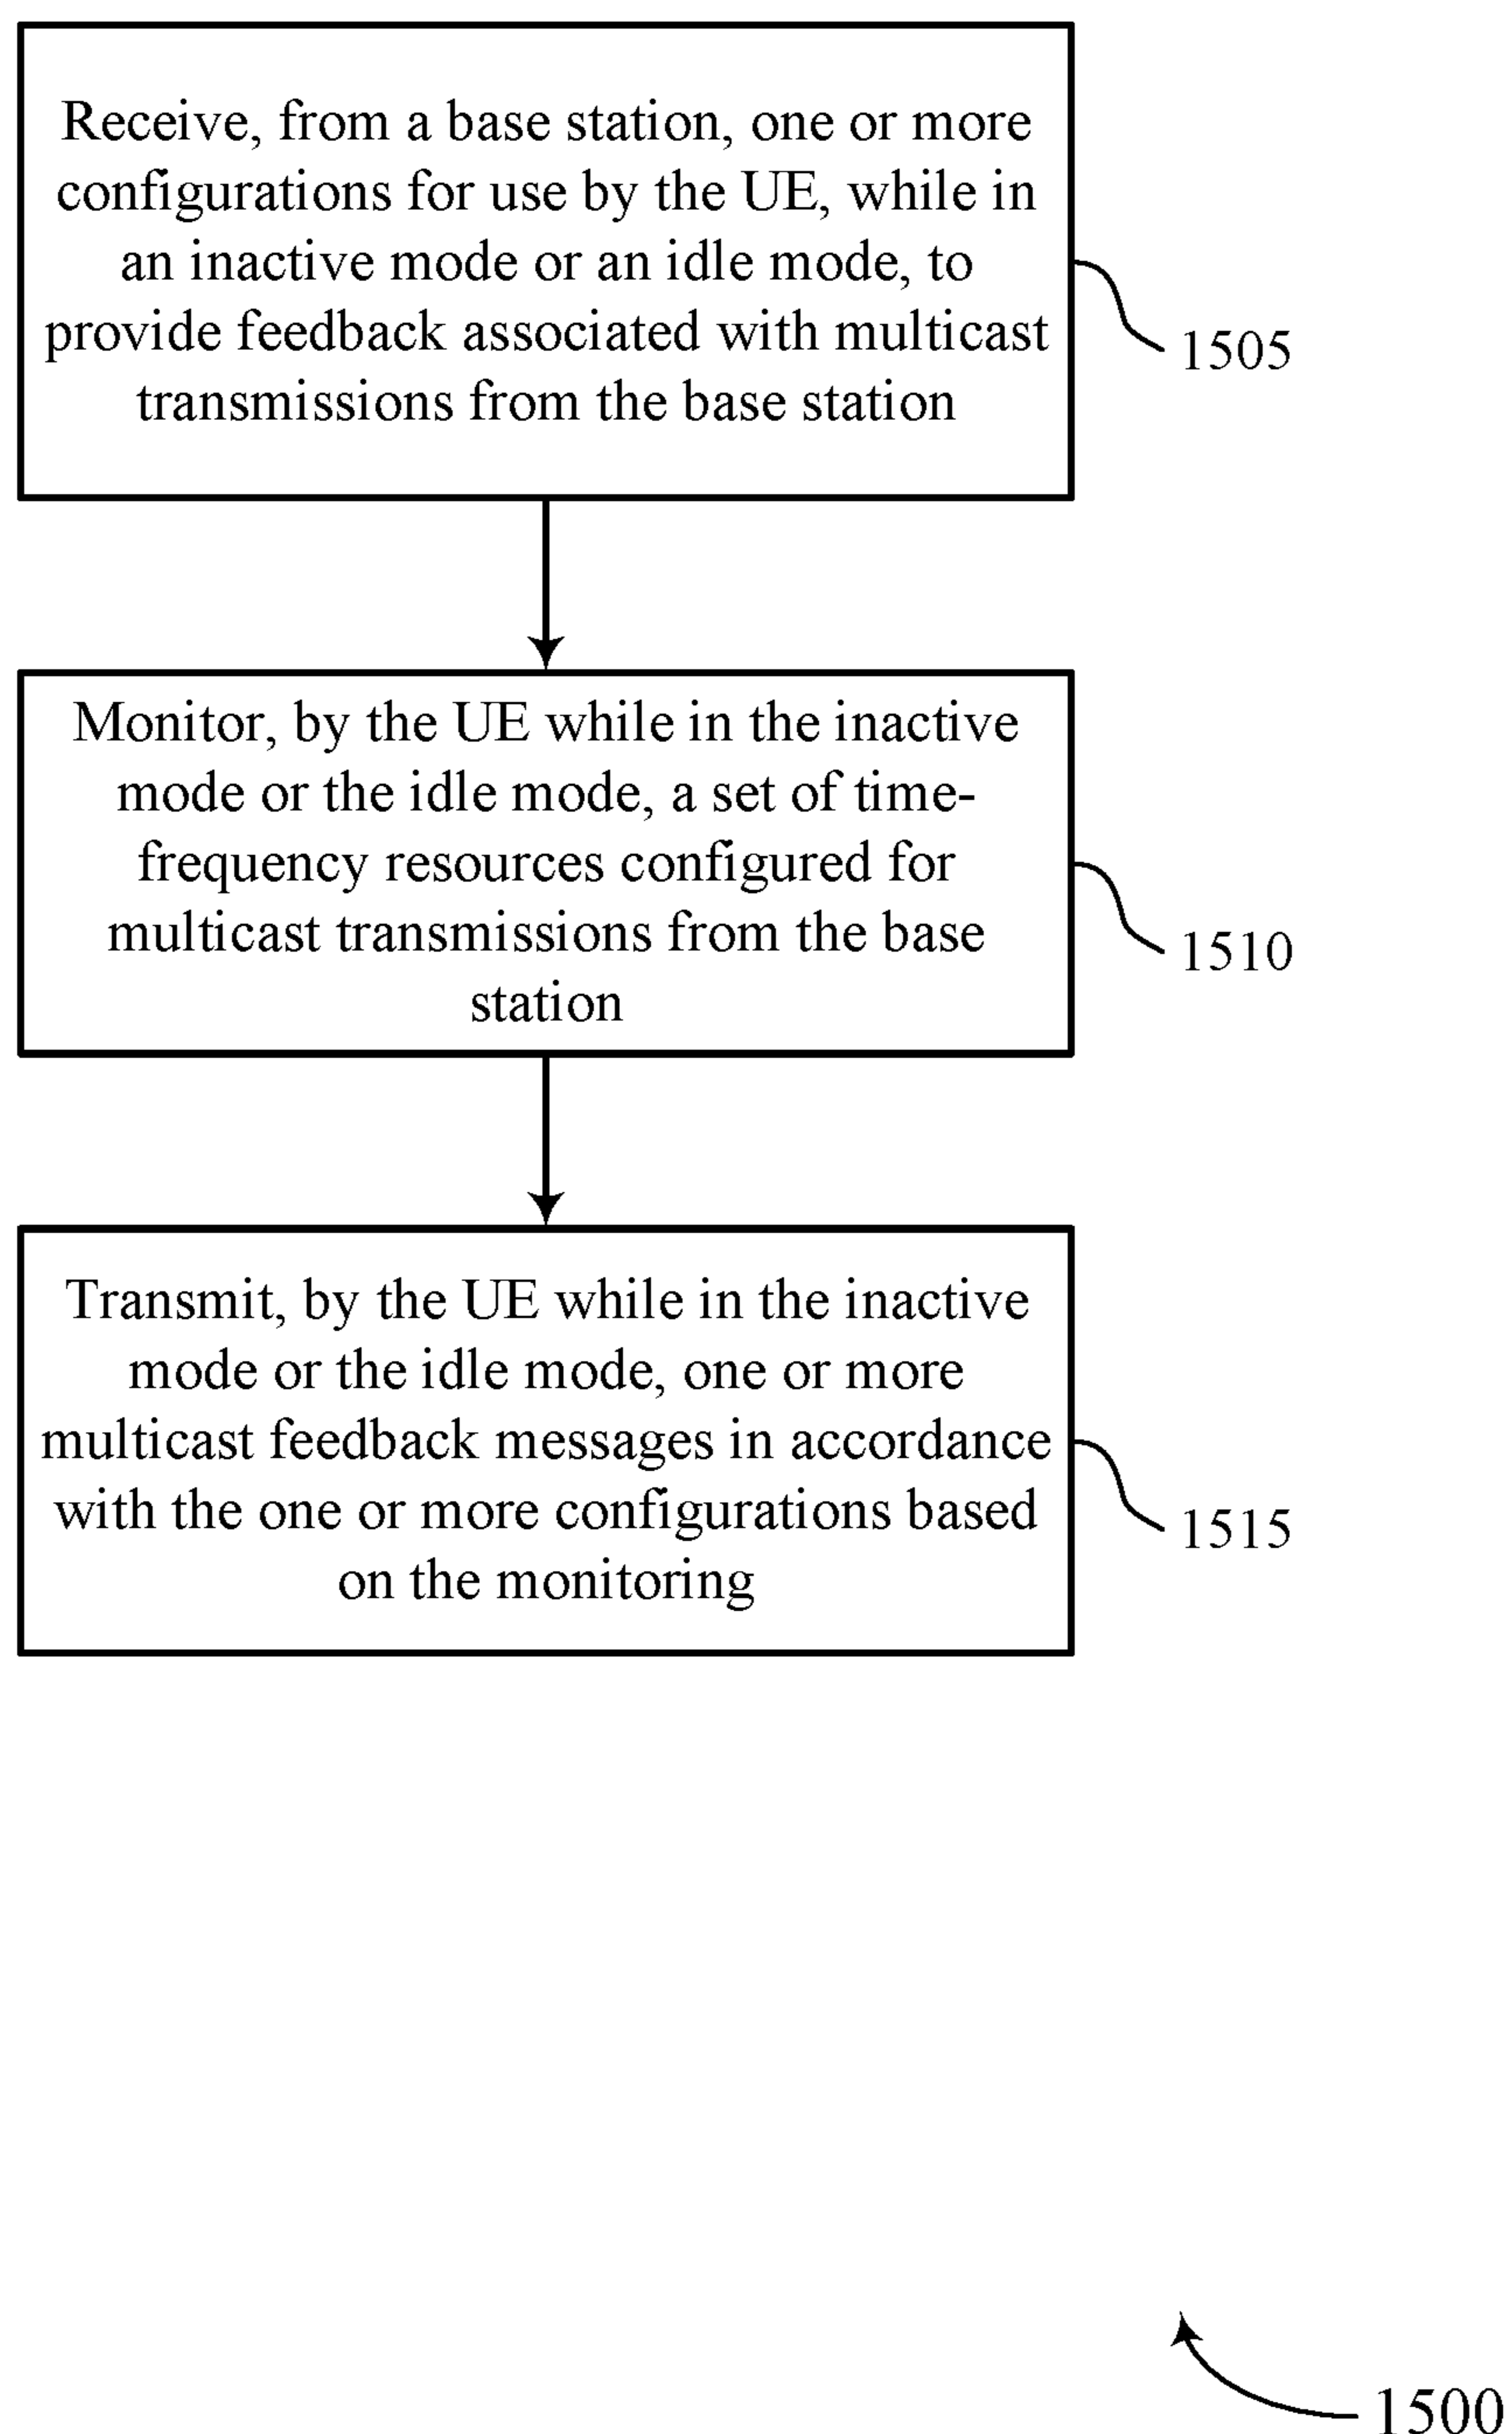 Receive, from a base station, one or more
configurations for use by the UE, while in
an inactive mode or an idle mode, to
provide feedback associated with multicast
transmissions from the base station
1505
Monitor, by the UE while in the inactive
mode or the idle mode, a set of time-
frequency resources configured for
multicast transmissions from the base
station
1510
Transmit, by the UE while in the inactive
mode or the idle mode, one or more
multicast feedback messages in accordance
with the one or more configurations based
on the monitoring
1515
1500